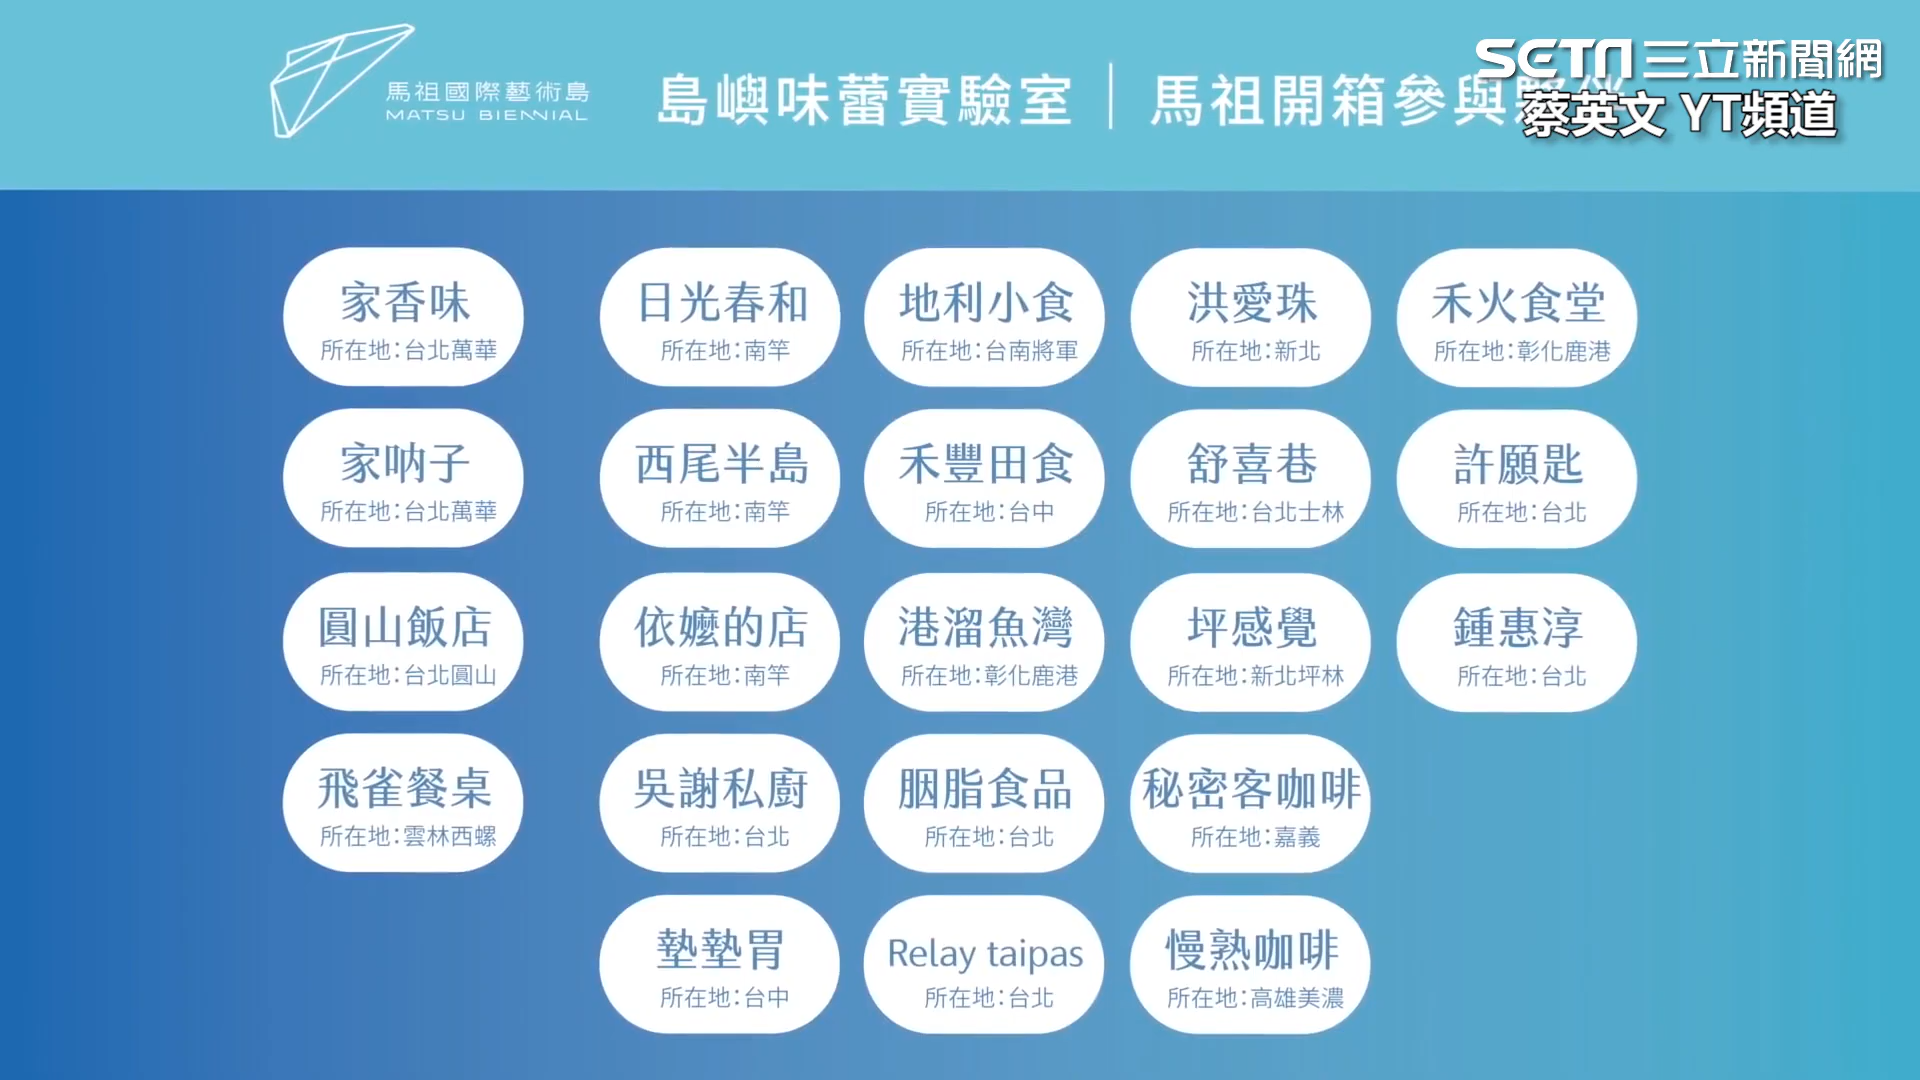 馬祖國際藝術島
MATSU BIENNIAL
島嶼味蕾實驗室 | 馬祖開箱參與
SETN三立新聞網
蔡英文 YT頻道
家香味
所在地:台北萬華
日光春和
所在地:南竿
地利小食
所在地:台南將軍
洪愛珠
所在地:新北
禾火食堂
所在地:彰化鹿港
家吶子
所在地:台北萬華
西尾半島
所在地:南竿
禾豐田食
所在地:台中
舒喜巷
所在地:台北士林
許願匙
所在地:台北
圓山飯店
所在地:台北圓山
依嬤的店
所在地:南竿
港溜魚灣
所在地:彰化鹿港
坪感覺
所在地:新北坪林
鍾惠淳
所在地:台北
飛雀餐桌
所在地:雲林西螺
吳謝私廚
所在地:台北
胭脂食品
所在地:台北
秘密客咖啡
所在地:嘉義
墊墊胃
所在地:台中
Relay taipas
所在地:台北
慢熟咖啡
所在地:高雄美濃